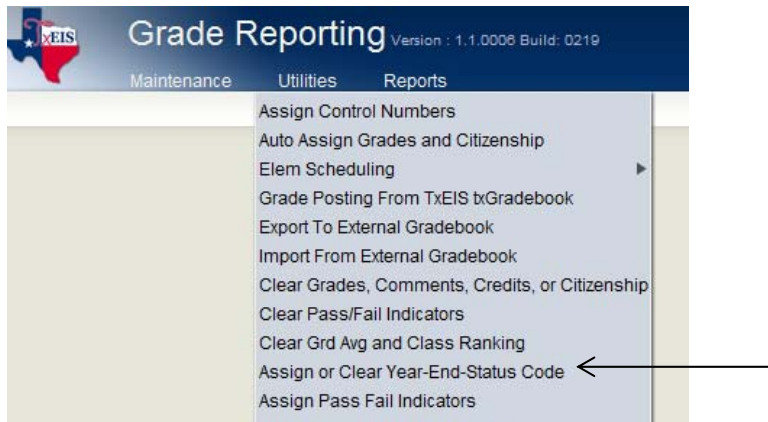 TxEIS
Grade Reporting Version : 1.1.0006 Build: 0219
Maintenance Utilities Reports
Assign Control Numbers
Auto Assign Grades and Citizenship
Elem Scheduling
Grade Posting From TxEIS txGradebook
Export To External Gradebook
Import From External Gradebook
Clear Grades, Comments, Credits, or Citizenship
Clear Pass/Fail Indicators
Clear Grd Avg and Class Ranking
Assign or Clear Year-End-Status Code
Assign Pass Fail Indicators